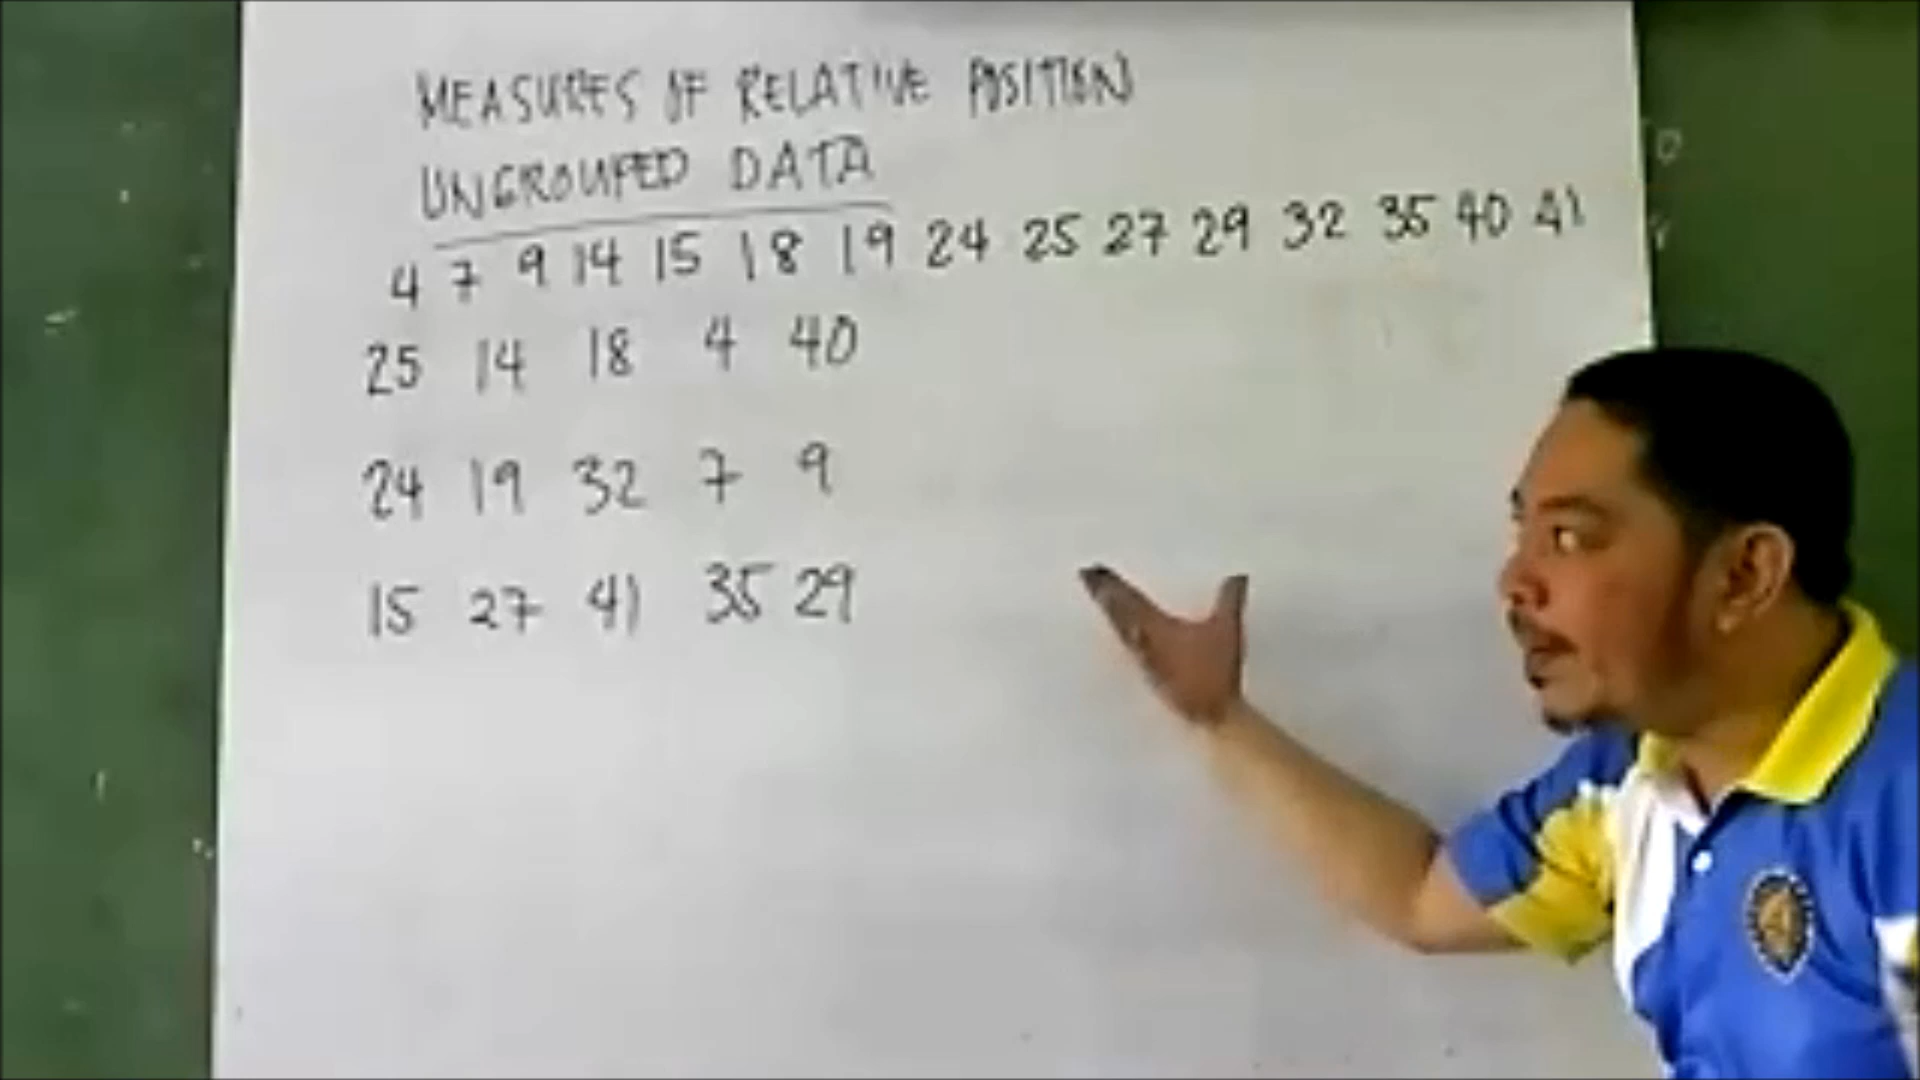 MEASURES OF RELATIVE POSITION
UNGROUPED DATA
4 7 9 14 15 18 19 24 25 27 29 32 35 40 41
25 14 18 4 40
24 19 32 7 9
15 27 41 35 29